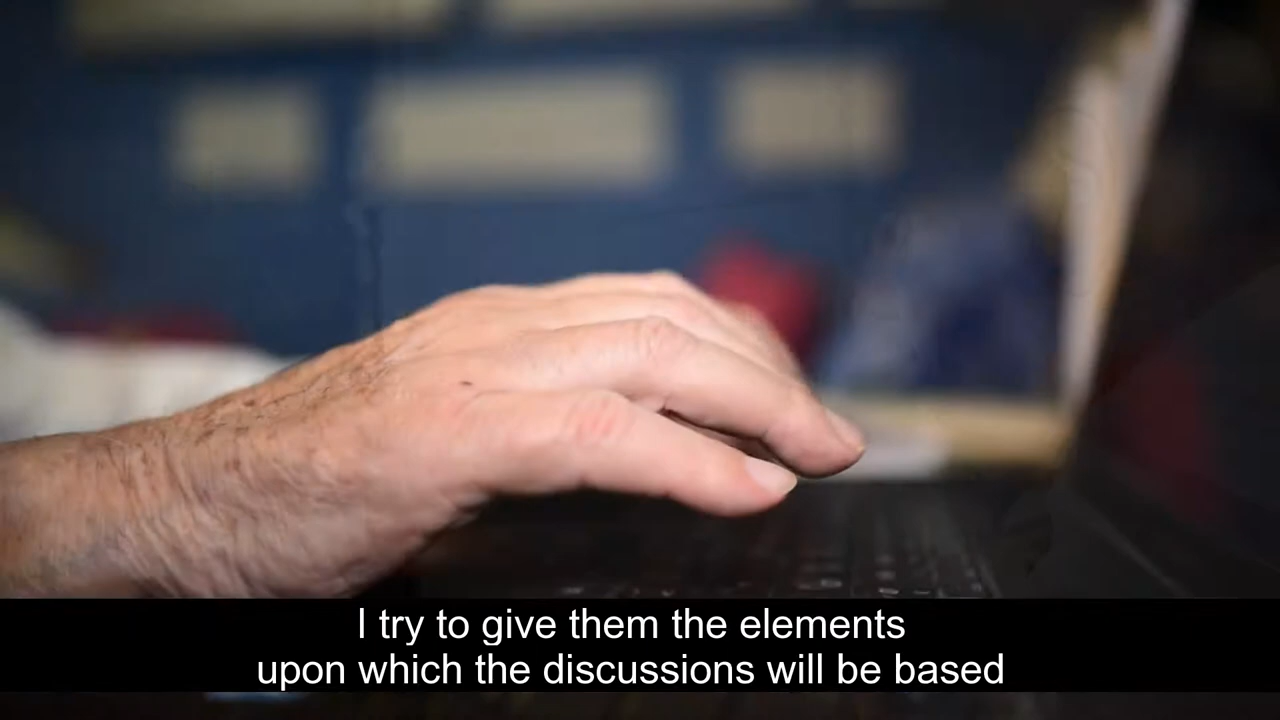 I try to give them the elements
upon which the discussions will be based